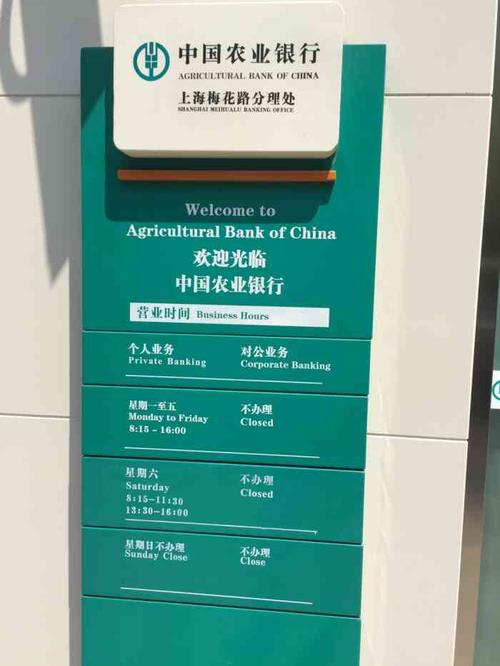 中国农业银行
AGRICULTURAL BANK OF CHINA
上海梅花路分理处
SHANGHAI MEIHUALU BANKING OFFICE
Welcome to
Agricultural Bank of China
欢迎光临
中国农业银行
营业时间 Business Hours
个人业务 对公业务
Private Banking Corporate Banking
星期一至五 不办理
Monday to Friday Closed
8:15 - 16:00
星期六 不办理
Saturday Closed
8:15-11:30
13:30-16:00
星期日不办理 不办理
Sunday Close Close